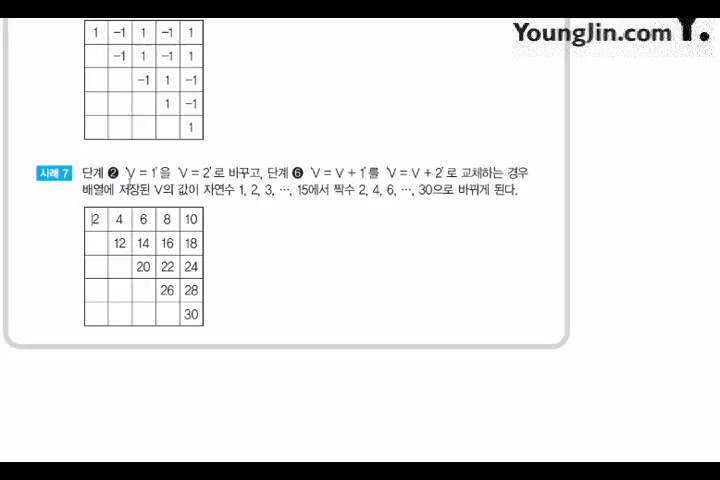 YoungJin.com Y.
1 -1 1 -1 1
-1 1 -1 1
-1 1 -1
1 -1
1
사례 7 단계 ❷ 'V = 1'을 'V = 2'로 바꾸고, 단계 ❻ 'V = V + 1'를 'V = V + 2'로 교체하는 경우
배열에 저장된 V의 값이 자연수 1, 2, 3, …, 15에서 짝수 2, 4, 6, …, 30으로 바뀌게 된다.
2 4 6 8 10
12 14 16 18
20 22 24
26 28
30